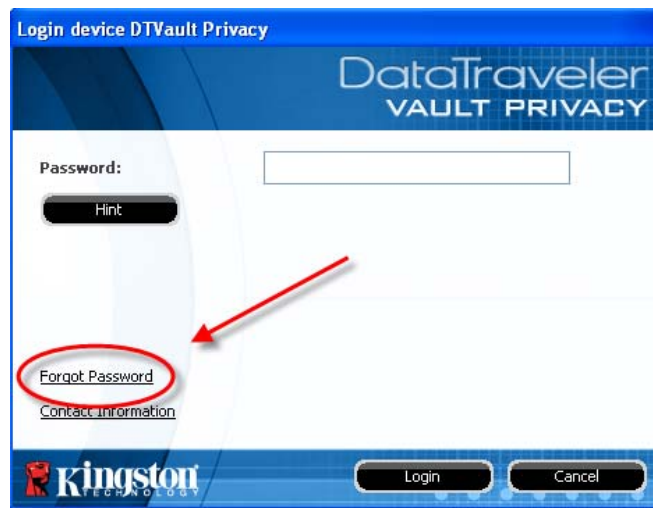 Login device DTVault Privacy
DataTraveler
VAULT PRIVACY
Password:
Hint
Forgot Password
Contact Information
Kingston
TECHNOLOGY
Login
Cancel